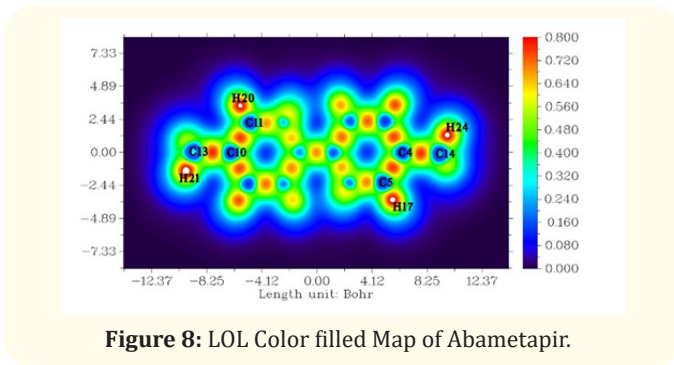 0.800
7.33
0.720
4.89
H20
0.640
2.44
C11
H24
0.560
0.480
0.00
C13 C10 C4 C14
0.400
H21
C5
0.320
−2.44
H17
0.240
−4.89
0.160
−7.33
0.080
0.000
−12.37 −8.25 −4.12 0.00 4.12 8.25 12.37
Length unit: Bohr
Figure 8: LOL Color filled Map of Abametapir.